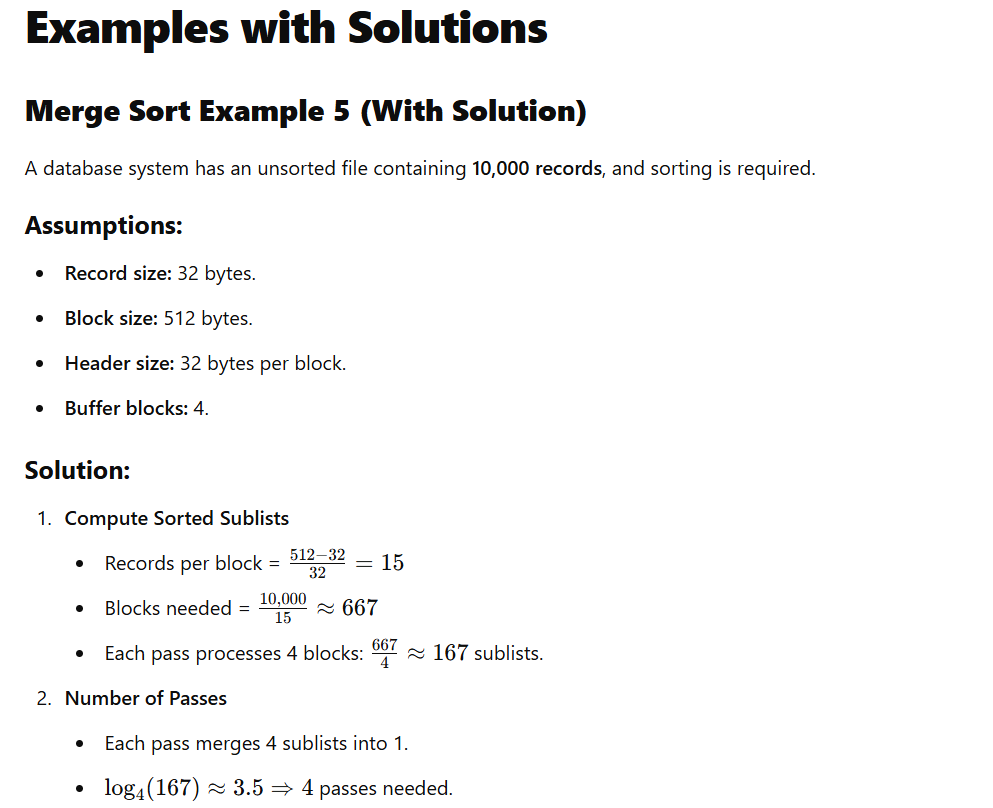 Examples with Solutions
Merge Sort Example 5 (With Solution)
A database system has an unsorted file containing 10,000 records, and sorting is required.
Assumptions:
• Record size: 32 bytes.
• Block size: 512 bytes.
• Header size: 32 bytes per block.
• Buffer blocks: 4.
Solution:
1. Compute Sorted Sublists
• Records per block = \frac{512-32}{32} = 15
• Blocks needed = \frac{10,000}{15} ≈ 667
• Each pass processes 4 blocks: \frac{667}{4} ≈ 167 sublists.
2. Number of Passes
• Each pass merges 4 sublists into 1.
• log₄(167) ≈ 3.5 ⇒ 4 passes needed.